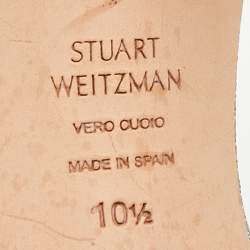 STUART
WEITZMAN
VERO CUOIO
MADE IN SPAIN
10½